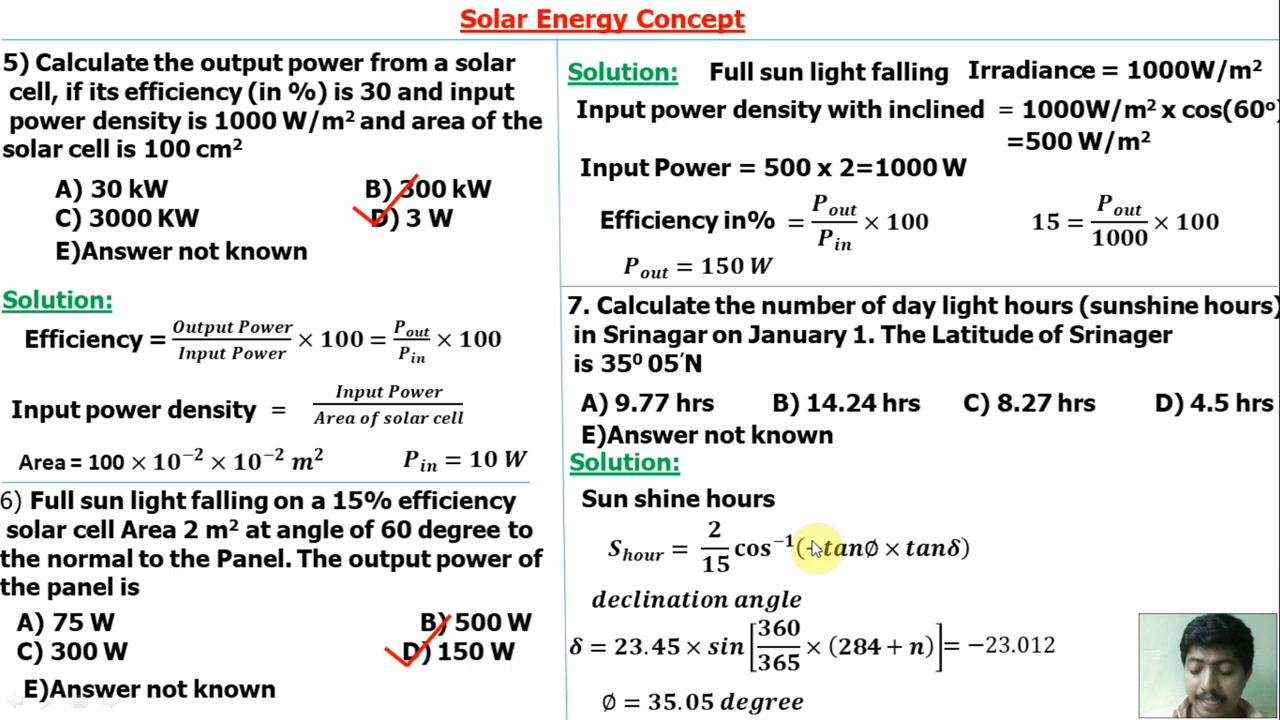 Solar Energy Concept
5) Calculate the output power from a solar
cell, if its efficiency (in %) is 30 and input
power density is 1000 W/m² and area of the
solar cell is 100 cm²
A) 30 kW B) 300 kW
C) 3000 KW D) 3 W
E)Answer not known
Solution:
Efficiency = Output Power / Input Power × 100 = P_out / P_in × 100
Input power density = Input Power / Area of solar cell
Area = 100 × 10⁻² × 10⁻² m² P_in = 10 W
6) Full sun light falling on a 15% efficiency
solar cell Area 2 m² at angle of 60 degree to
the normal to the Panel. The output power of
the panel is
A) 75 W B) 500 W
C) 300 W D) 150 W
E)Answer not known
Solution: Full sun light falling Irradiance = 1000W/m²
Input power density with inclined = 1000W/m² x cos(60º)
=500 W/m²
Input Power = 500 x 2=1000 W
Efficiency in% = P_out / P_in × 100 15 = P_out / 1000 × 100
P_out = 150 W
7. Calculate the number of day light hours (sunshine hours)
in Srinagar on January 1. The Latitude of Srinager
is 35⁰ 05′N
A) 9.77 hrs B) 14.24 hrs C) 8.27 hrs D) 4.5 hrs
E)Answer not known
Solution:
Sun shine hours
S_hour = 2/15 cos⁻¹(-tan∅ × tanδ)
declination angle
δ = 23.45 × sin[360/365 × (284 + n)] = −23.012
∅ = 35.05 degree